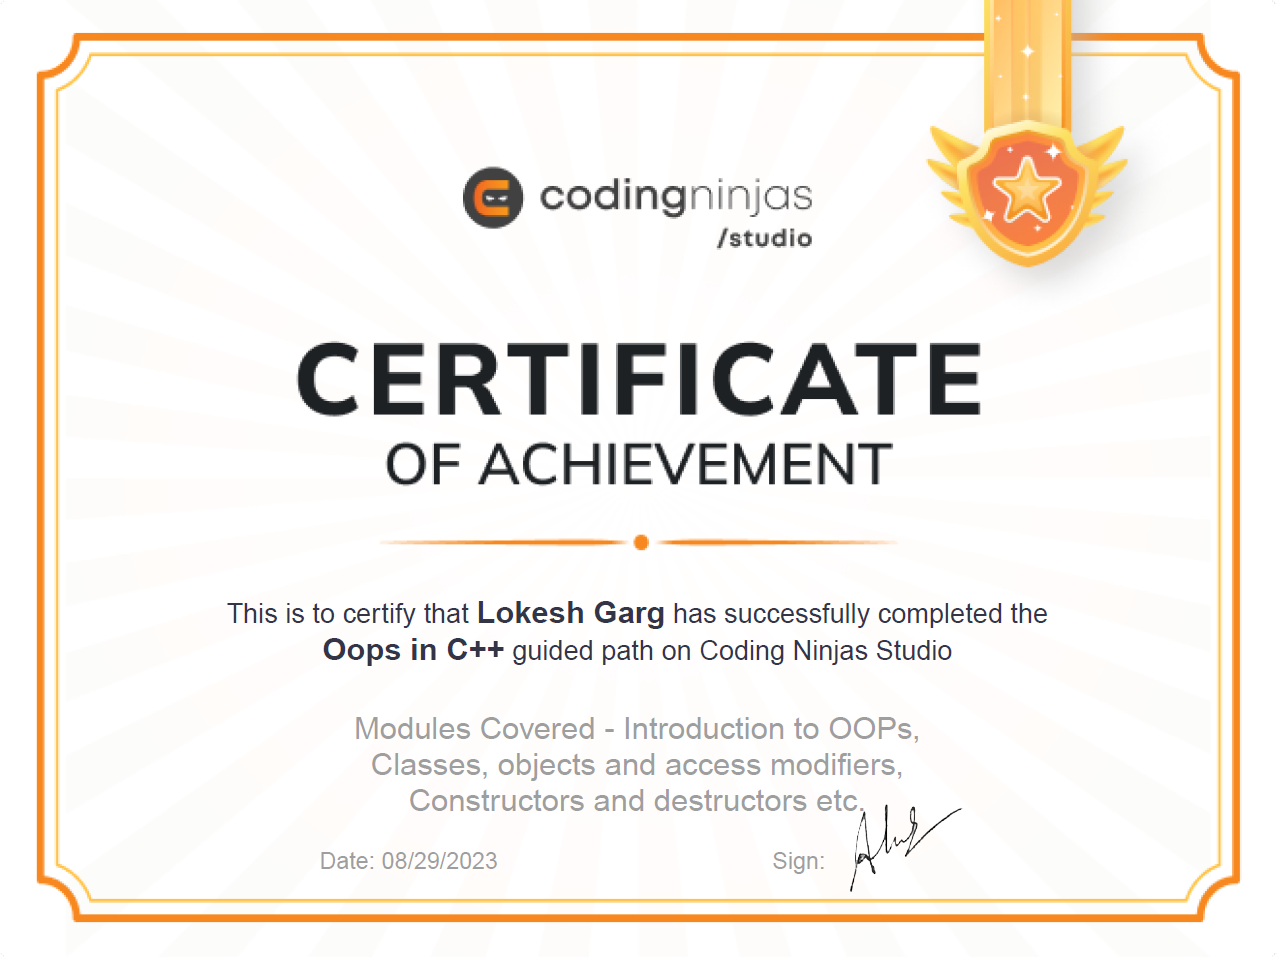 codingninjas
/studio
CERTIFICATE
OF ACHIEVEMENT
This is to certify that Lokesh Garg has successfully completed the
Oops in C++ guided path on Coding Ninjas Studio
Modules Covered - Introduction to OOPs,
Classes, objects and access modifiers,
Constructors and destructors etc.
Date: 08/29/2023 Sign: